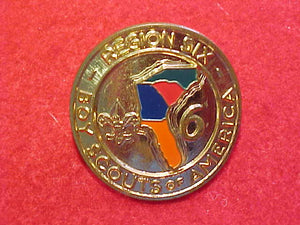 REGION SIX
6
BOY SCOUTS OF AMERICA